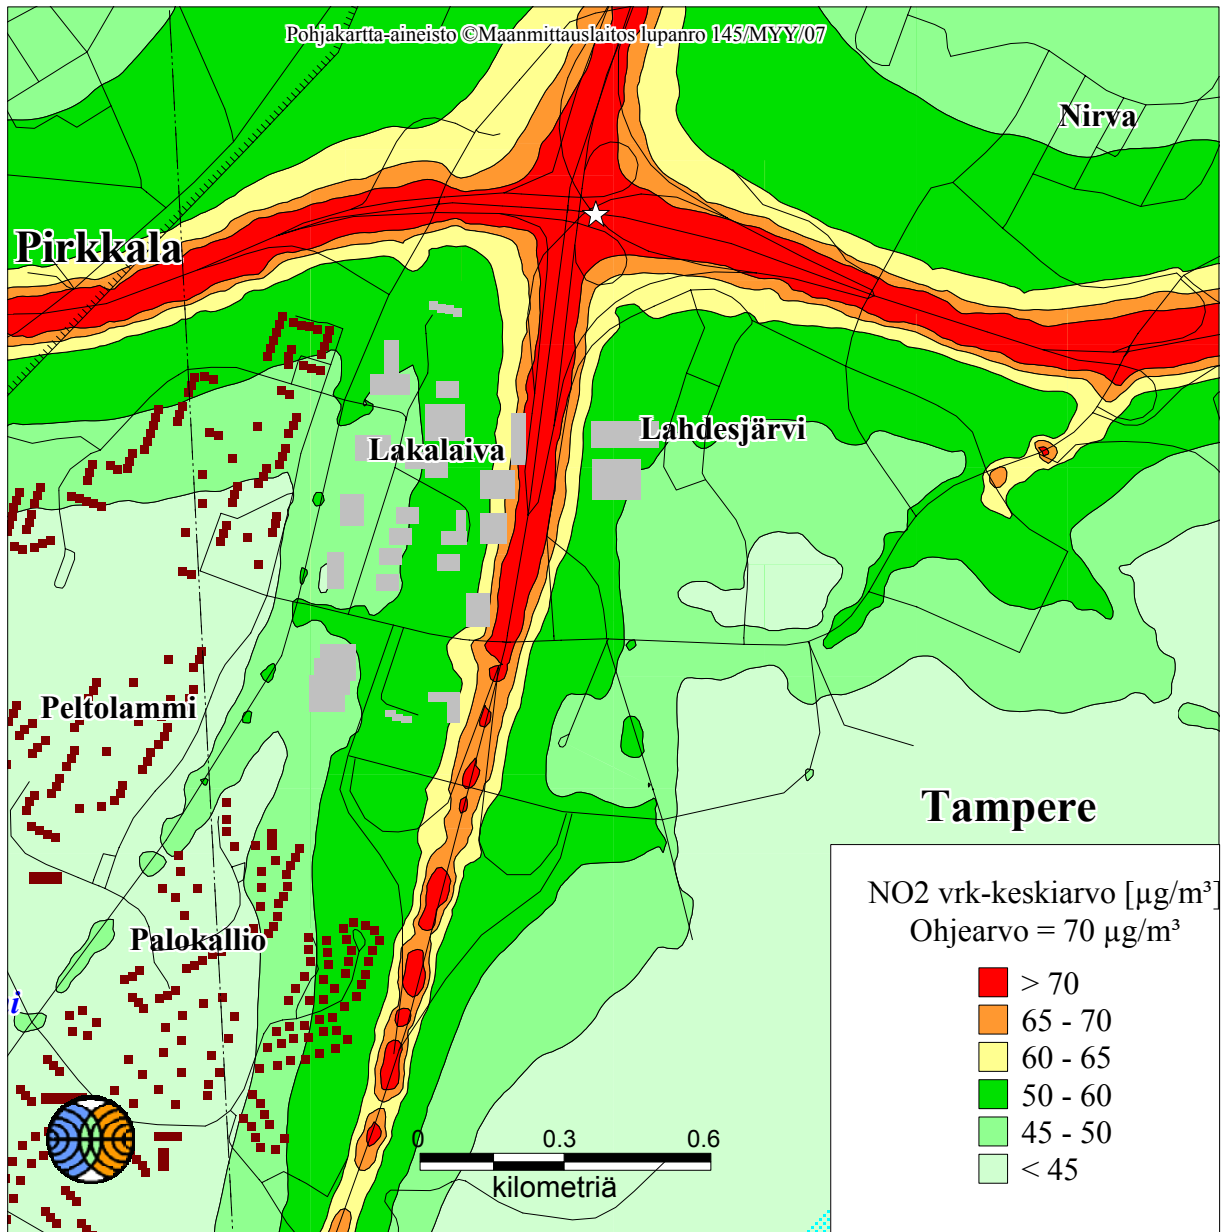 Pohjakartta-aineisto ©Maanmittauslaitos lupanro 145/MYY/07
Nirva
Pirkkala
Lahdesjärvi
Lakalaiva
Peltolammi
Tampere
Palokallio
i
NO2 vrk-keskiarvo [µg/m³]
Ohjearvo = 70 µg/m³
> 70
65 - 70
60 - 65
50 - 60
45 - 50
< 45
0 0.3 0.6
kilometriä